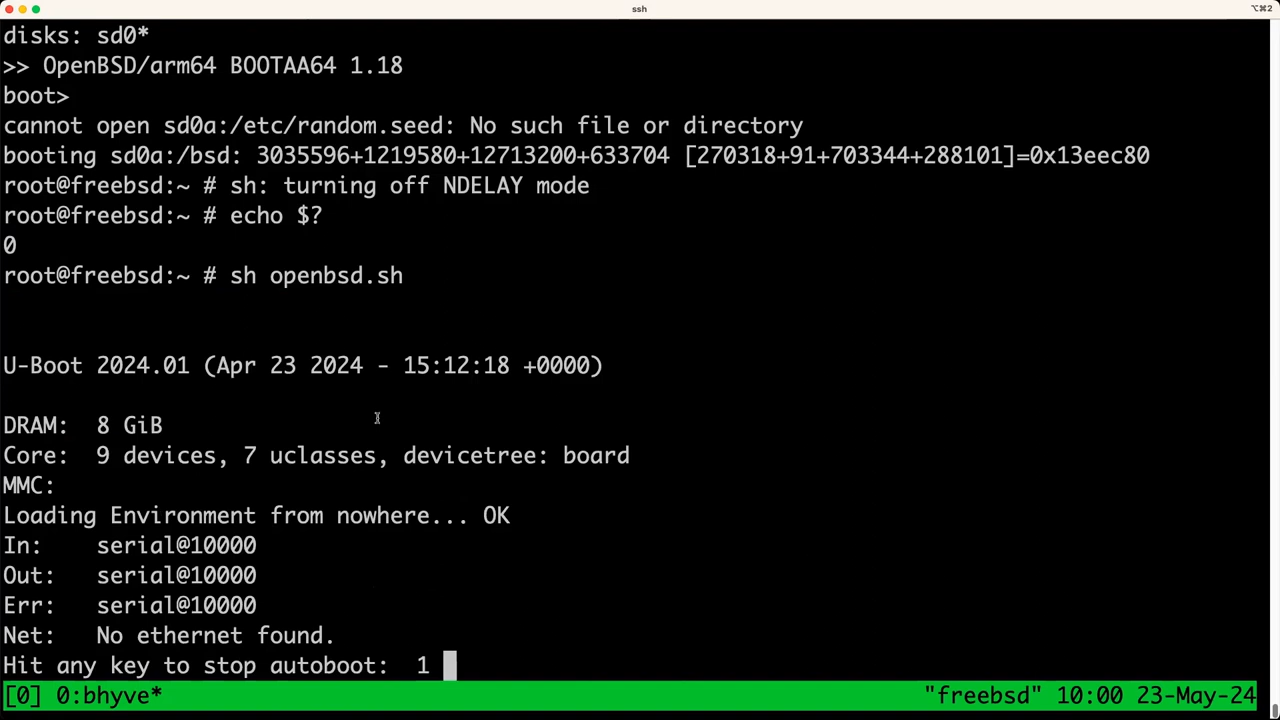 ssh
⌥⌘2
disks: sd0*
>> OpenBSD/arm64 BOOTAA64 1.18
boot>
cannot open sd0a:/etc/random.seed: No such file or directory
booting sd0a:/bsd: 3035596+1219580+12713200+633704 [270318+91+703344+288101]=0x13eec80
root@freebsd:~ # sh: turning off NDELAY mode
root@freebsd:~ # echo $?
0
root@freebsd:~ # sh openbsd.sh
U-Boot 2024.01 (Apr 23 2024 - 15:12:18 +0000)
DRAM:  8 GiB
Core:  9 devices, 7 uclasses, devicetree: board
MMC:
Loading Environment from nowhere... OK
In:    serial@10000
Out:   serial@10000
Err:   serial@10000
Net:   No ethernet found.
Hit any key to stop autoboot:  1
[0] 0:bhyve* "freebsd" 10:00 23-May-24